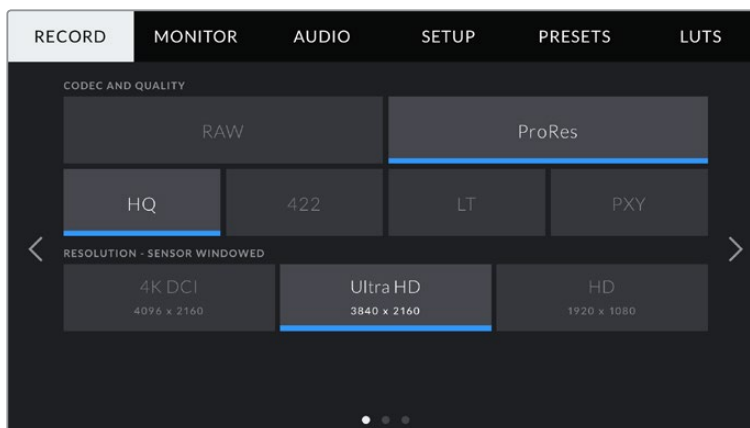 RECORD MONITOR AUDIO SETUP PRESETS LUTS
CODEC AND QUALITY
RAW ProRes
HQ 422 LT PXY
RESOLUTION - SENSOR WINDOWED
4K DCI Ultra HD HD
4096 x 2160 3840 x 2160 1920 x 1080